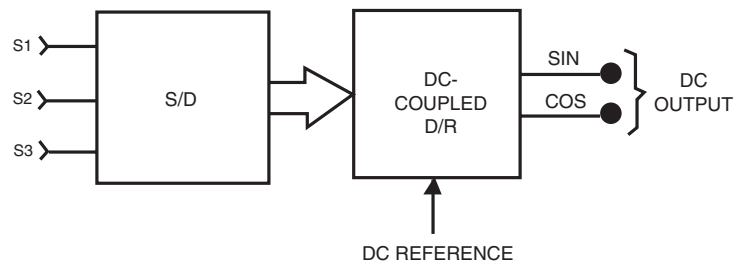 S1
S2
S3
S/D
DC-
COUPLED
D/R
SIN
COS
DC
OUTPUT
DC REFERENCE